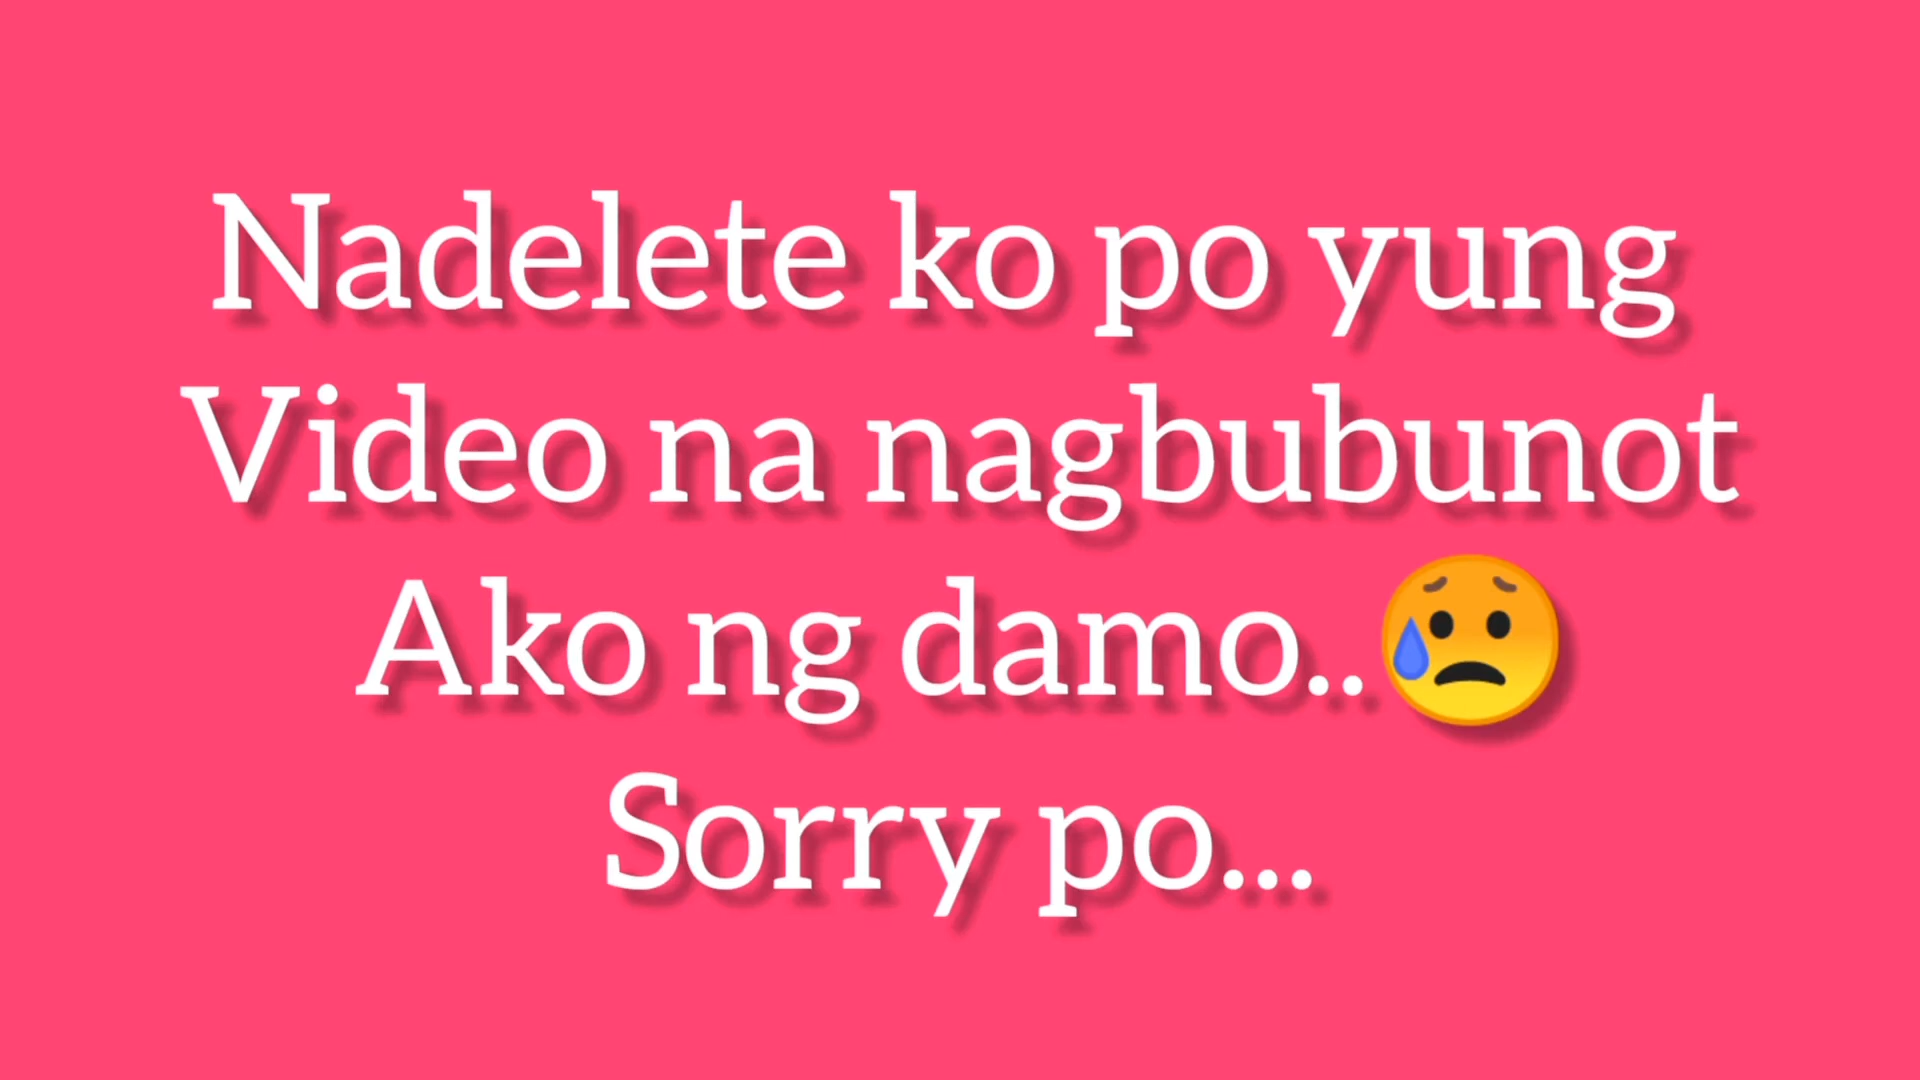 Nadelete ko po yung
Video na nagbubunot
Ako ng damo..😥
Sorry po...